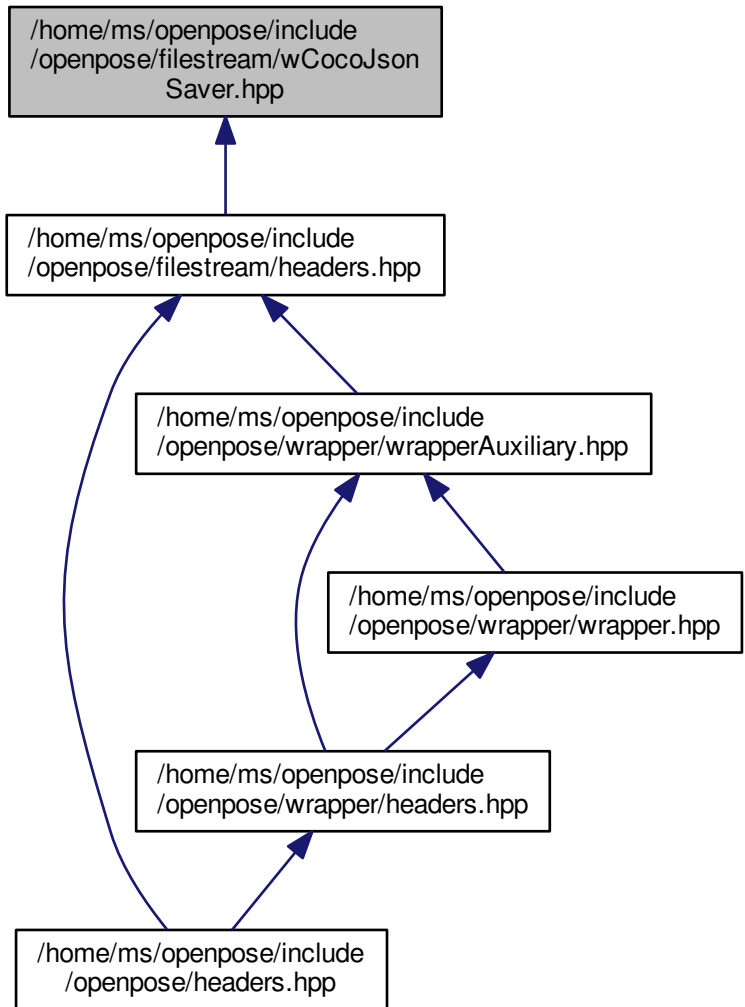 /home/ms/openpose/include
/openpose/filestream/wCocoJson
Saver.hpp
/home/ms/openpose/include
/openpose/filestream/headers.hpp
/home/ms/openpose/include
/openpose/wrapper/wrapperAuxiliary.hpp
/home/ms/openpose/include
/openpose/wrapper/wrapper.hpp
/home/ms/openpose/include
/openpose/wrapper/headers.hpp
/home/ms/openpose/include
/openpose/headers.hpp